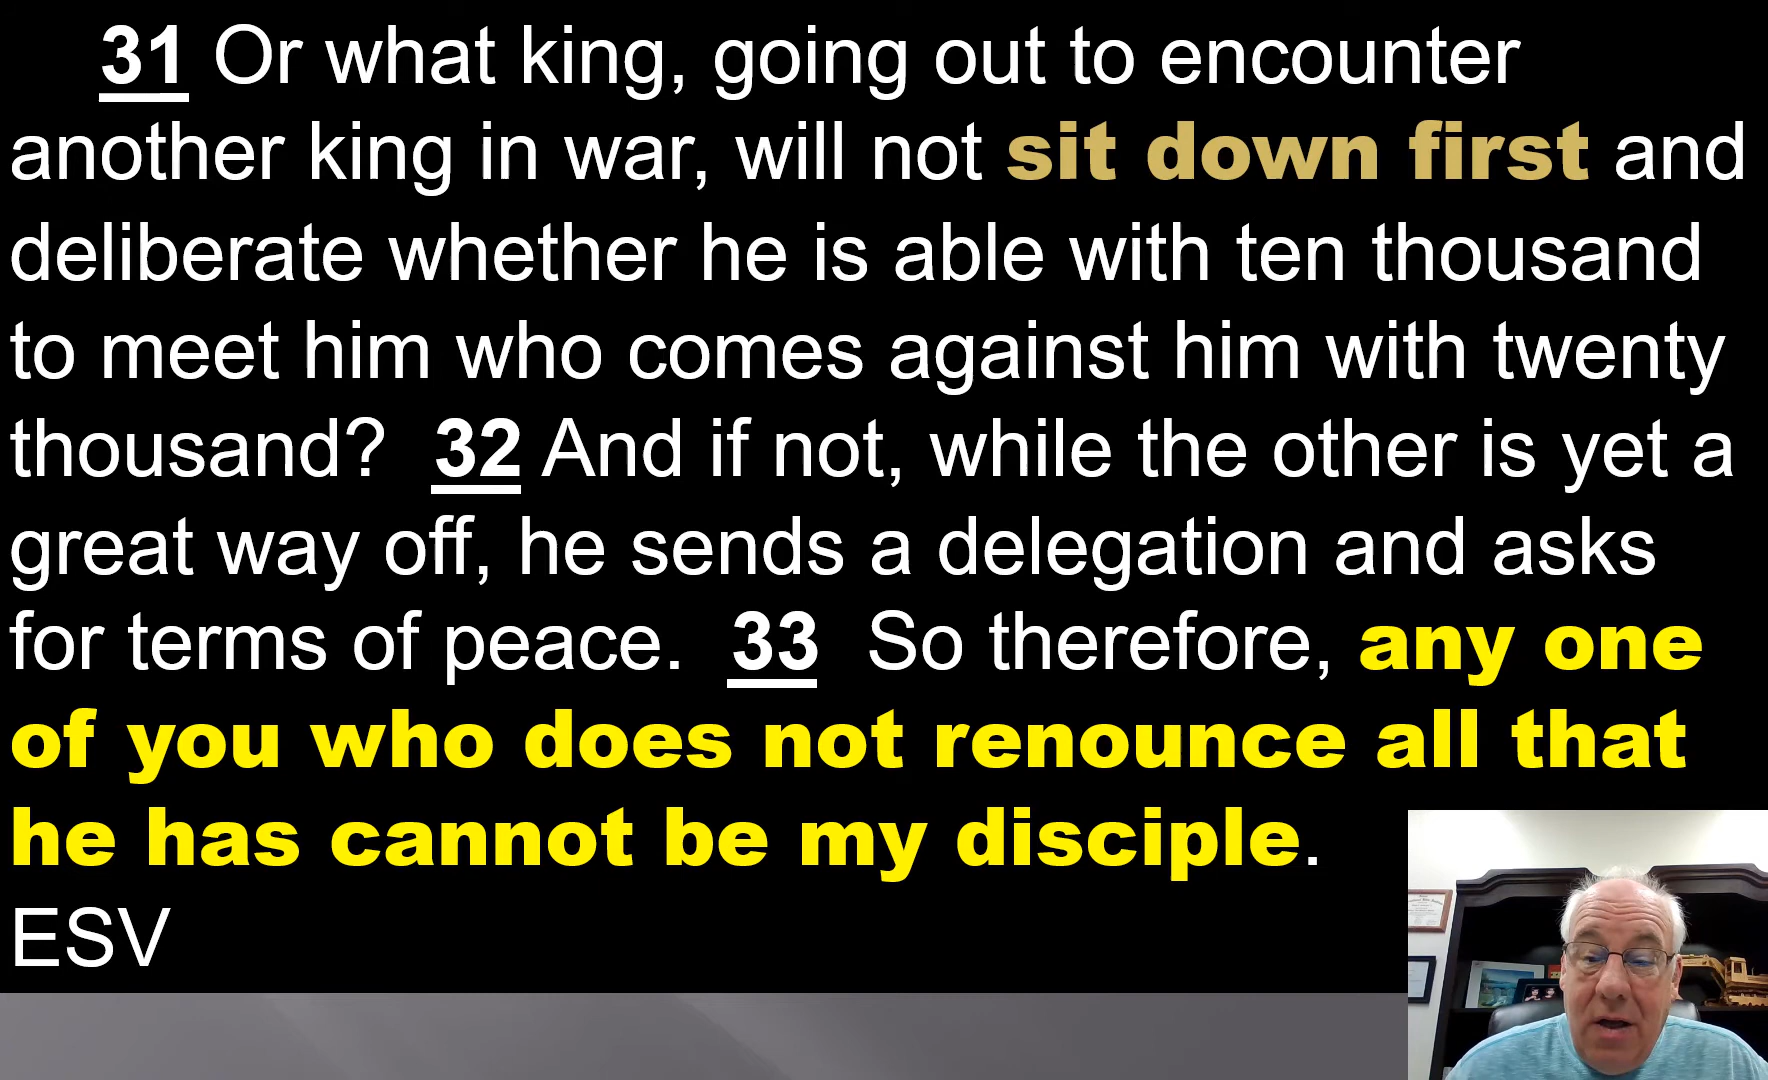 31 Or what king, going out to encounter
another king in war, will not sit down first and
deliberate whether he is able with ten thousand
to meet him who comes against him with twenty
thousand? 32 And if not, while the other is yet a
great way off, he sends a delegation and asks
for terms of peace. 33 So therefore, any one
of you who does not renounce all that
he has cannot be my disciple.
ESV